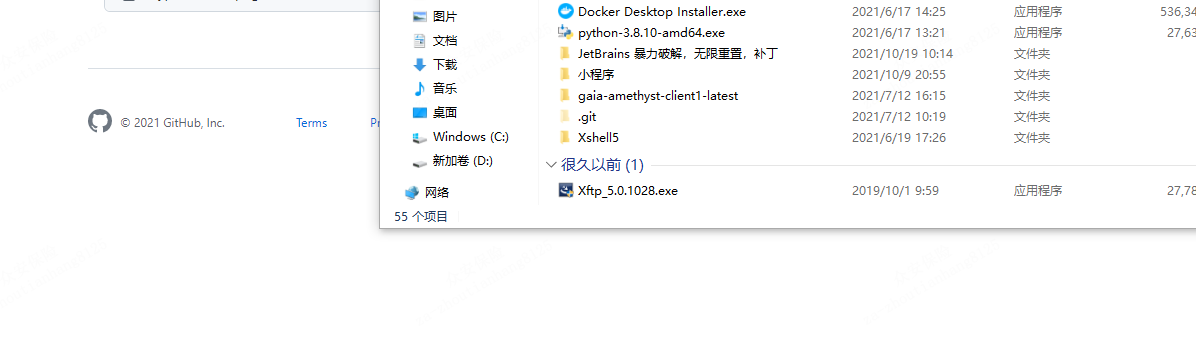 图片
文档
下载
音乐
桌面
Windows (C:)
新加卷 (D:)
网络
55 个项目
Docker Desktop Installer.exe 2021/6/17 14:25 应用程序 536,34
python-3.8.10-amd64.exe 2021/6/17 13:21 应用程序 27,63
JetBrains 暴力破解，无限重置，补丁 2021/10/19 10:14 文件夹
小程序 2021/10/9 20:55 文件夹
gaia-amethyst-client1-latest 2021/7/12 16:15 文件夹
.git 2021/7/12 10:19 文件夹
Xshell5 2021/6/19 17:26 文件夹
很久以前 (1)
Xftp_5.0.1028.exe 2019/10/1 9:59 应用程序 27,78
© 2021 GitHub, Inc. Terms Pr